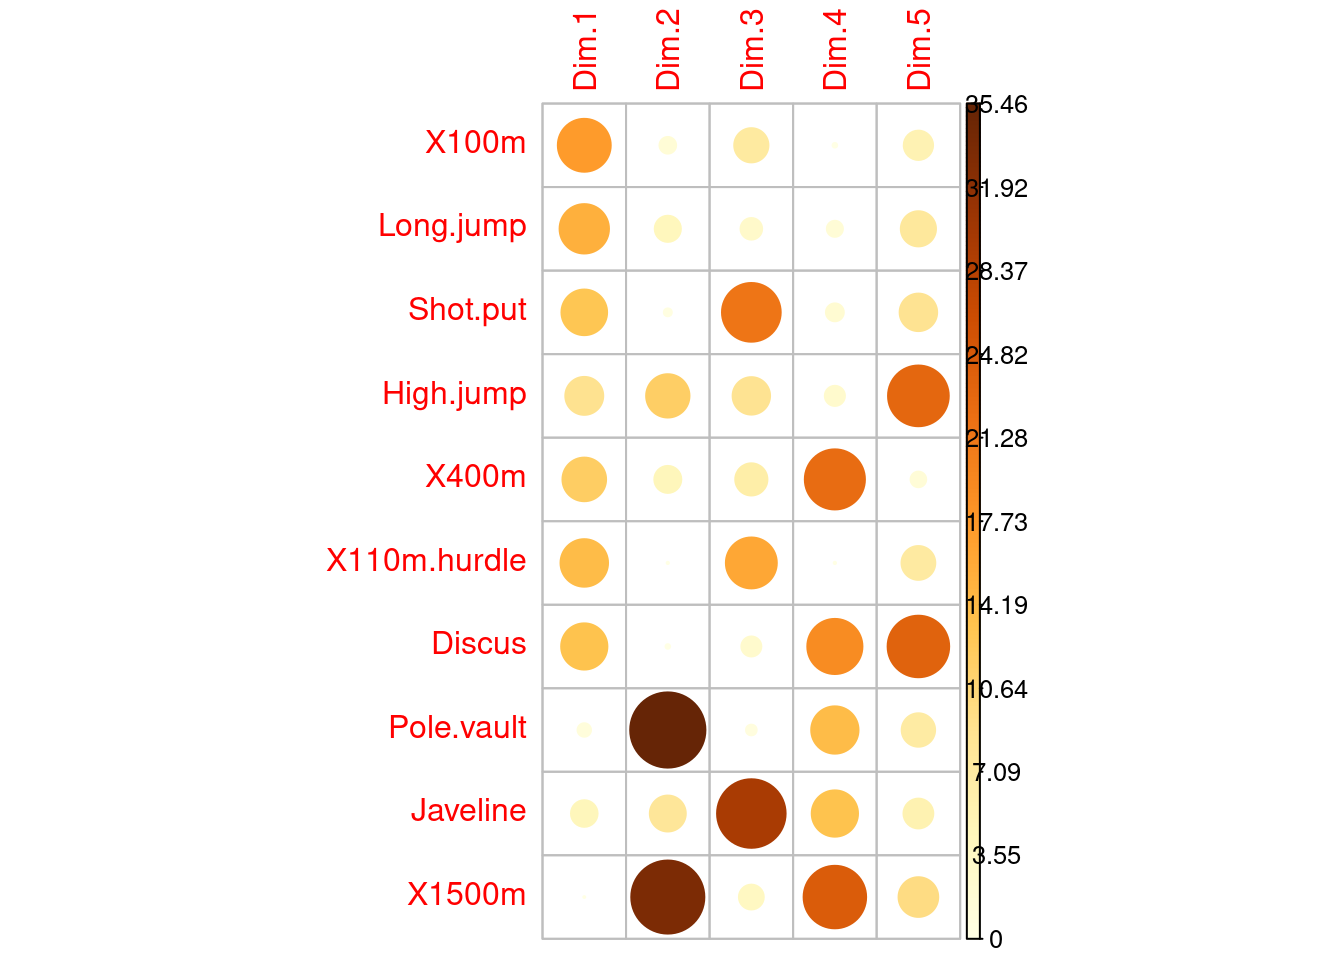 Dim.1 Dim.2 Dim.3 Dim.4 Dim.5
X100m
Long.jump
Shot.put
High.jump
X400m
X110m.hurdle
Discus
Pole.vault
Javeline
X1500m
35.46
31.92
28.37
24.82
21.28
17.73
14.19
10.64
7.09
3.55
0